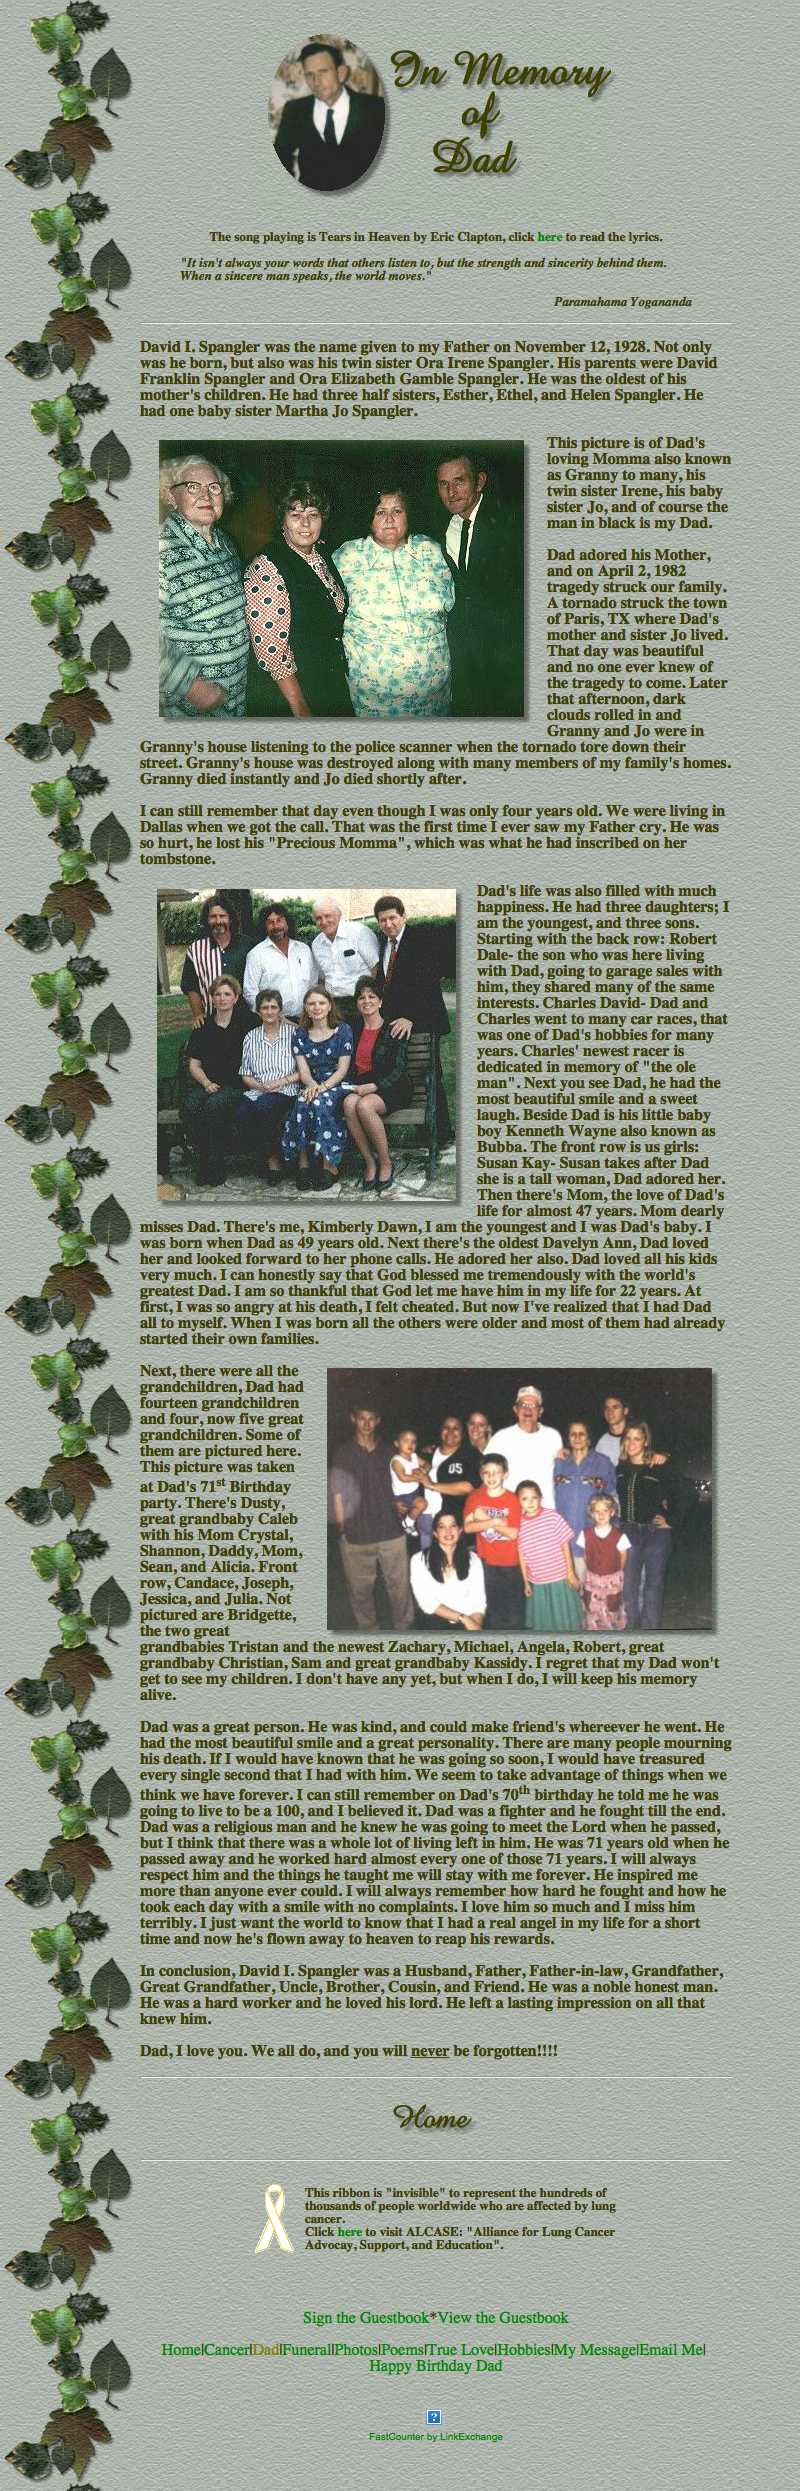 In Memory
of
Dad
The song playing is Tears in Heaven by Eric Clapton, click here to read the lyrics.
"It isn't always your words that others listen to, but the strength and sincerity behind them.
When a sincere man speaks, the world moves."
Paramahama Yogananda
David I. Spangler was the name given to my Father on November 12, 1928. Not only
was he born, but also was his twin sister Ora Irene Spangler. His parents were David
Franklin Spangler and Ora Elizabeth Gamble Spangler. He was the oldest of his
mother's children. He had three half sisters, Esther, Ethel, and Helen Spangler. He
had one baby sister Martha Jo Spangler.
This picture is of Dad's
loving Momma also known
as Granny to many, his
twin sister Irene, his baby
sister Jo, and of course the
man in black is my Dad.
Dad adored his Mother,
and on April 2, 1982
tragedy struck our family.
A tornado struck the town
of Paris, TX where Dad's
mother and sister Jo lived.
That day was beautiful
and no one ever knew of
the tragedy to come. Later
that afternoon, dark
clouds rolled in and
Granny and Jo were in
Granny's house listening to the police scanner when the tornado tore down their
street. Granny's house was destroyed along with many members of my family's homes.
Granny died instantly and Jo died shortly after.
I can still remember that day even though I was only four years old. We were living in
Dallas when we got the call. That was the first time I ever saw my Father cry. He was
so hurt, he lost his "Precious Momma", which was what he had inscribed on her
tombstone.
Dad's life was also filled with much
happiness. He had three daughters; I
am the youngest, and three sons.
Starting with the back row: Robert
Dale- the son who was here living
with Dad, going to garage sales with
him, they shared many of the same
interests. Charles David- Dad and
Charles went to many car races, that
was one of Dad's hobbies for many
years. Charles' newest racer is
dedicated in memory of "the ole
man". Next you see Dad, he had the
most beautiful smile and a sweet
laugh. Beside Dad is his little baby
boy Kenneth Wayne also known as
Bubba. The front row is us girls:
Susan Kay- Susan takes after Dad
she is a tall woman, Dad adored her.
Then there's Mom, the love of Dad's
life for almost 47 years. Mom dearly
misses Dad. There's me, Kimberly Dawn, I am the youngest and I was Dad's baby. I
was born when Dad as 49 years old. Next there's the oldest Davelyn Ann, Dad loved
her and looked forward to her phone calls. He adored her also. Dad loved all his kids
very much. I can honestly say that God blessed me tremendously with the world's
greatest Dad. I am so thankful that God let me have him in my life for 22 years. At
first, I was so angry at his death, I felt cheated. But now I've realized that I had Dad
all to myself. When I was born all the others were older and most of them had already
started their own families.
Next, there were all the
grandchildren, Dad had
fourteen grandchildren
and four, now five great
grandchildren. Some of
them are pictured here.
This picture was taken
at Dad's 71st Birthday
party. There's Dusty,
great grandbaby Caleb
with his Mom Crystal,
Shannon, Daddy, Mom,
Sean, and Alicia. Front
row, Candace, Joseph,
Jessica, and Julia. Not
pictured are Bridgette,
the two great
grandbabies Tristan and the newest Zachary, Michael, Angela, Robert, great
grandbaby Christian, Sam and great grandbaby Kassidy. I regret that my Dad won't
get to see my children. I don't have any yet, but when I do, I will keep his memory
alive.
Dad was a great person. He was kind, and could make friend's whereever he went. He
had the most beautiful smile and a great personality. There are many people mourning
his death. If I would have known that he was going so soon, I would have treasured
every single second that I had with him. We seem to take advantage of things when we
think we have forever. I can still remember on Dad's 70th birthday he told me he was
going to live to be a 100, and I believed it. Dad was a fighter and he fought till the end.
Dad was a religious man and he knew he was going to meet the Lord when he passed,
but I think that there was a whole lot of living left in him. He was 71 years old when he
passed away and he worked hard almost every one of those 71 years. I will always
respect him and the things he taught me will stay with me forever. He inspired me
more than anyone ever could. I will always remember how hard he fought and how he
took each day with a smile with no complaints. I love him so much and I miss him
terribly. I just want the world to know that I had a real angel in my life for a short
time and now he's flown away to heaven to reap his rewards.
In conclusion, David I. Spangler was a Husband, Father, Father-in-law, Grandfather,
Great Grandfather, Uncle, Brother, Cousin, and Friend. He was a noble honest man.
He was a hard worker and he loved his lord. He left a lasting impression on all that
knew him.
Dad, I love you. We all do, and you will never be forgotten!!!!
Home
This ribbon is "invisible" to represent the hundreds of
thousands of people worldwide who are affected by lung
cancer.
Click here to visit ALCASE: "Alliance for Lung Cancer
Advocay, Support, and Education".
Sign the Guestbook*View the Guestbook
Home|Cancer|Dad|Funeral|Photos|Poems|True Love|Hobbies|My Message|Email Me|
Happy Birthday Dad
FastCounter by LinkExchange